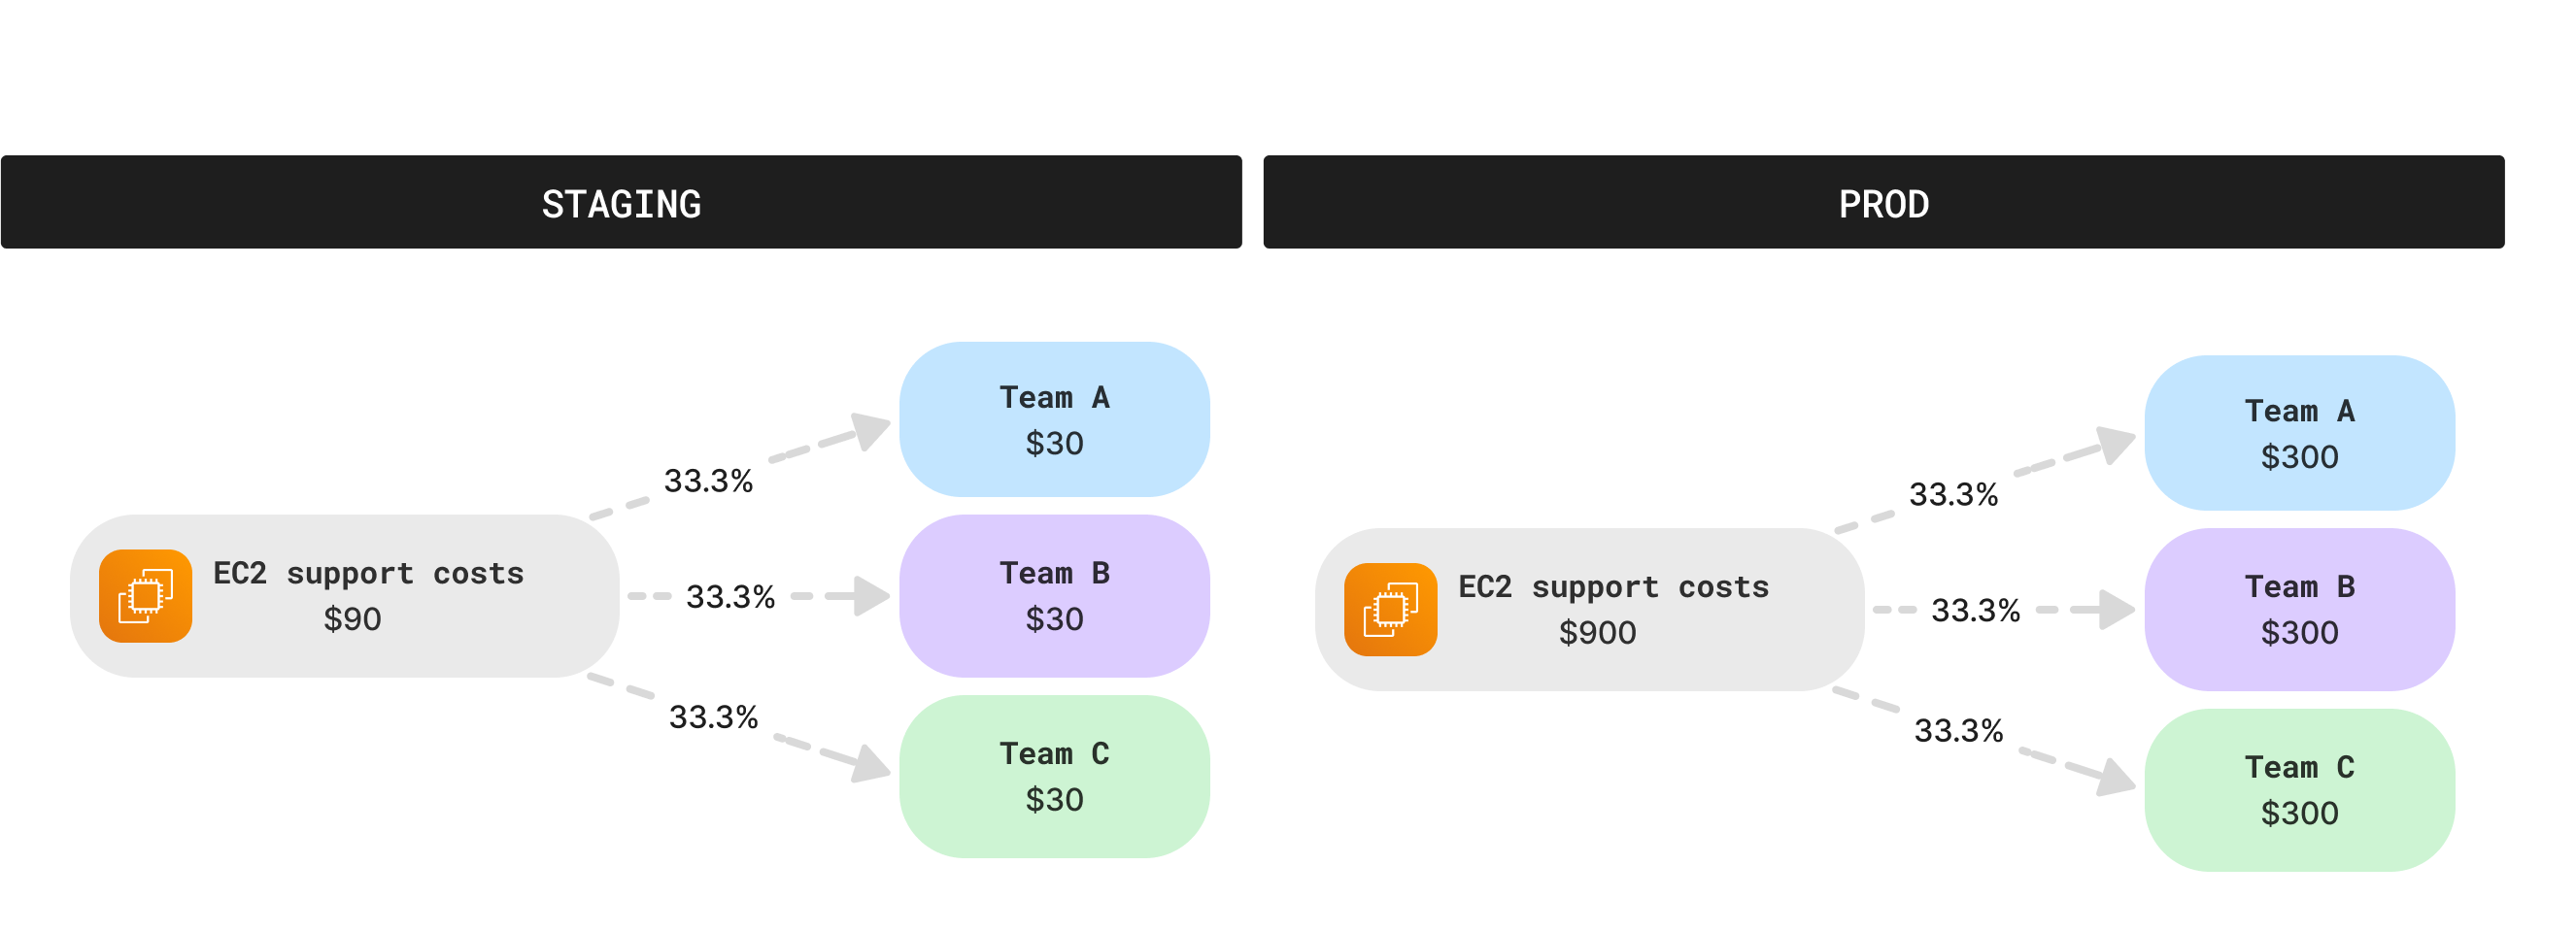 STAGING
Team A
$30
33.3%
EC2 support costs
$90
33.3%
Team B
$30
33.3%
Team C
$30
PROD
Team A
$300
33.3%
EC2 support costs
$900
33.3%
Team B
$300
33.3%
Team C
$300